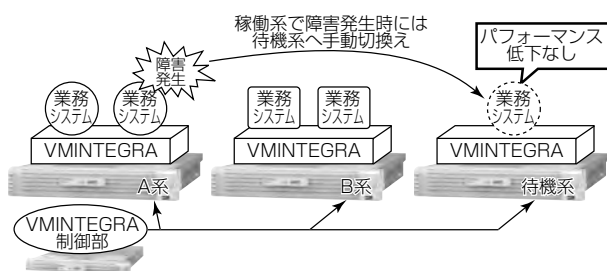 稼働系で障害発生時には
待機系へ手動切換え
パフォーマンス
低下なし
障害
発生
業務
システム
業務
システム
業務
システム
業務
システム
業務
システム
VMINTEGRA
VMINTEGRA
VMINTEGRA
A系
B系
待機系
VMINTEGRA
制御部